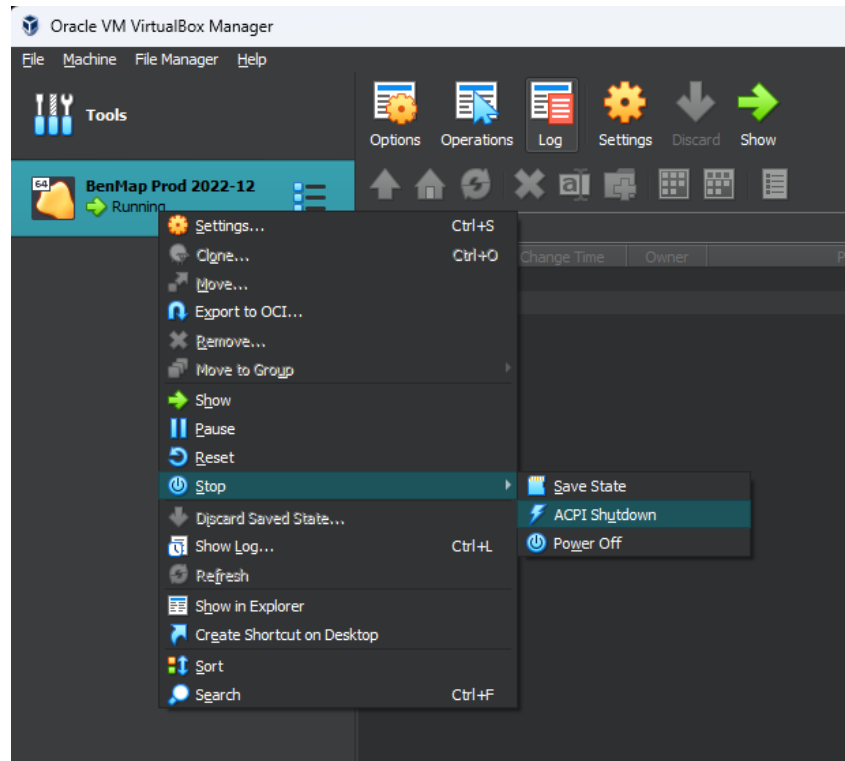 Oracle VM VirtualBox Manager
File Machine File Manager Help
Tools
Options Operations Log Settings Discard Show
64
BenMap Prod 2022-12
Running
Settings... Ctrl+S
Clone... Ctrl+O
Change Time Owner P
Move...
Export to OCI...
Remove...
Move to Group
Show
Pause
Reset
Stop
Save State
ACPI Shutdown
Power Off
Discard Saved State...
Show Log... Ctrl+L
Refresh
Show in Explorer
Create Shortcut on Desktop
Sort
Search Ctrl+F